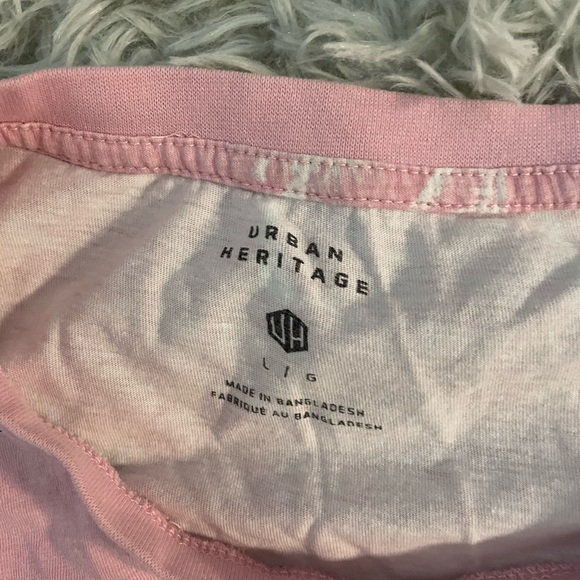 URBAN
HERITAGE
UH
L / G
MADE IN BANGLADESH
FABRIQUÉ AU BANGLADESH